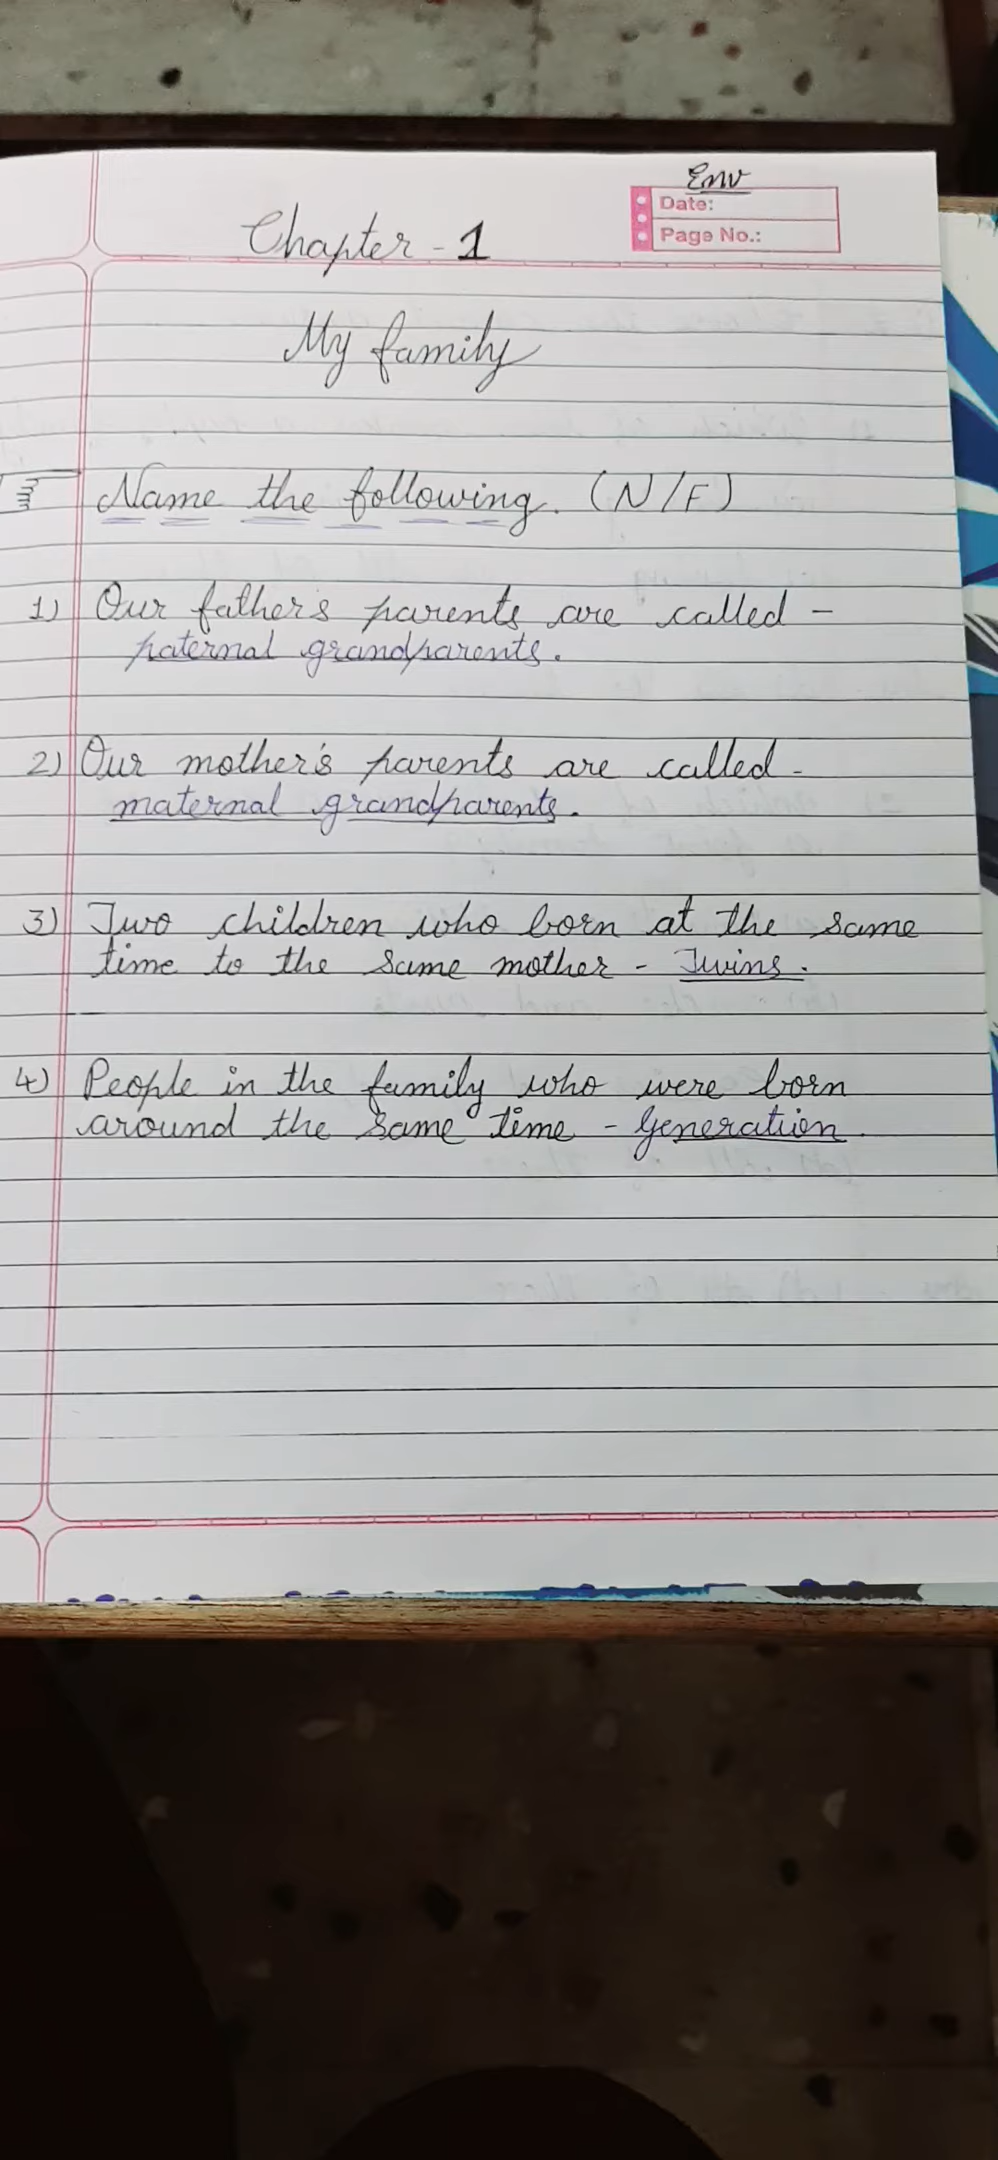 Env
Date:
Page No.:
Chapter - 1
My family
Name the following. (N/F)
1) Our father's parents are called -
paternal grandparents.
2) Our mother's parents are called -
maternal grandparents.
3) Two children who born at the same
time to the same mother - Twins.
4) People in the family who were born
around the same time - Generation.